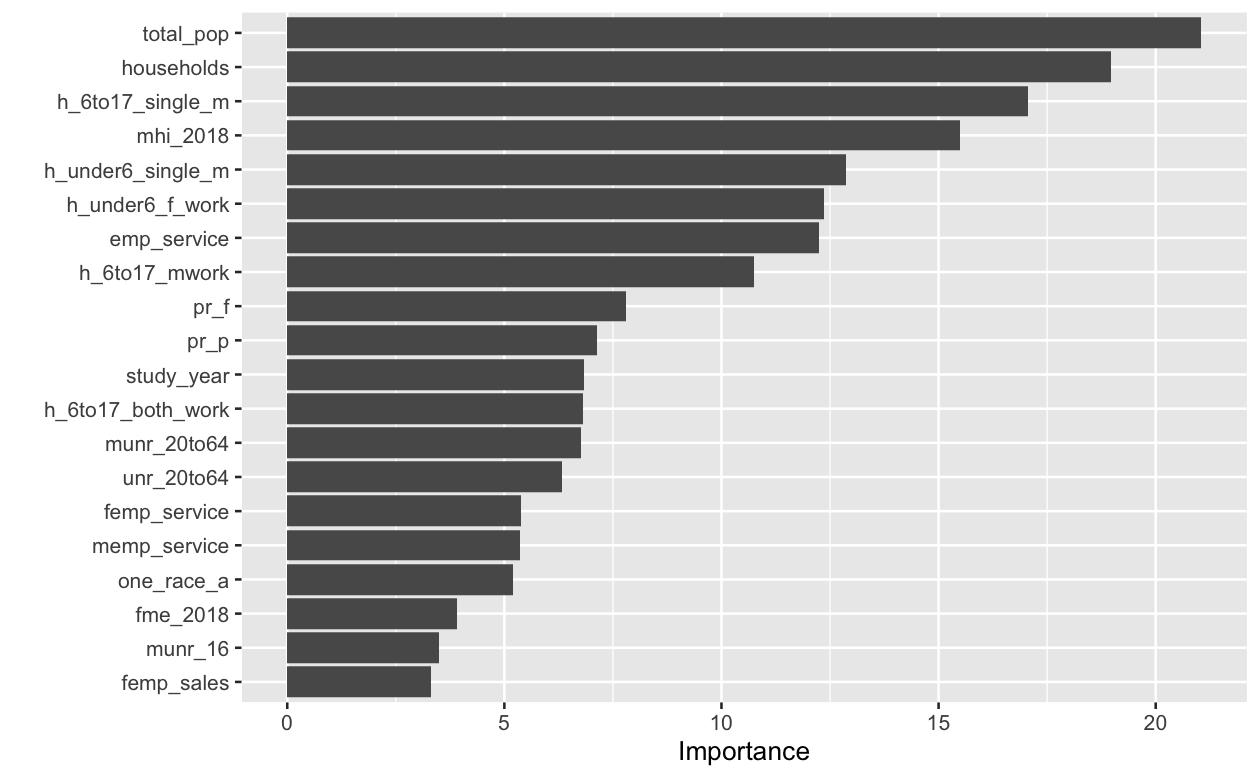 total_pop
households
h_6to17_single_m
mhi_2018
h_under6_single_m
h_under6_f_work
emp_service
h_6to17_mwork
pr_f
pr_p
study_year
h_6to17_both_work
munr_20to64
unr_20to64
femp_service
memp_service
one_race_a
fme_2018
munr_16
femp_sales
0 5 10 15 20
Importance